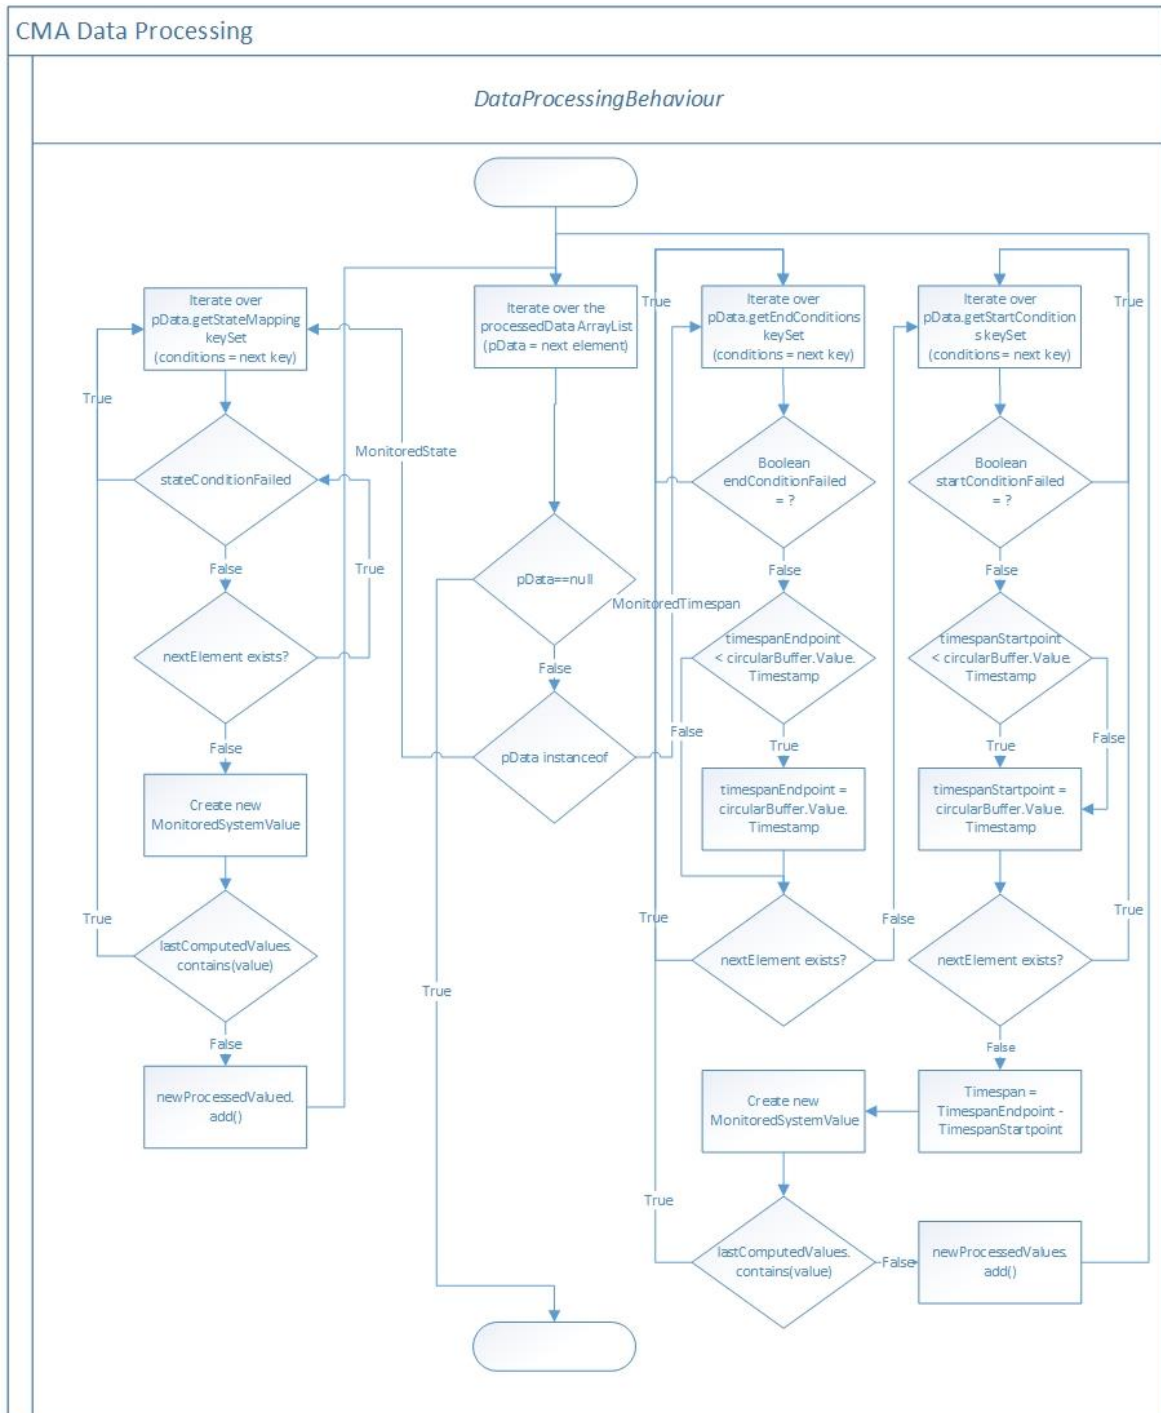 CMA Data Processing
DataProcessingBehaviour
Iterate over
pData.getStateMapping
keySet
(conditions = next key)
True
stateConditionFailed
False
True
nextElement exists?
False
Create new
MonitoredSystemValue
True
lastComputedValues.
contains(value)
False
newProcessedValued.
add()
Iterate over the
processedData ArrayList
(pData = next element)
MonitoredState
pData==null
MonitoredTimespan
False
pData instanceof
True
True
Iterate over
pData.getEndConditions
keySet
(conditions = next key)
Boolean
endConditionFailed
= ?
False
timespanEndpoint
< circularBuffer.Value.
Timestamp
False
True
timespanEndpoint =
circularBuffer.Value.
Timestamp
True
nextElement exists?
False
Iterate over
pData.getStartCondition
s keySet
(conditions = next key)
True
Boolean
startConditionFailed
= ?
False
timespanStartpoint
< circularBuffer.Value.
Timestamp
False
True
timespanStartpoint =
circularBuffer.Value.
Timestamp
True
nextElement exists?
False
Timespan =
TimespanEndpoint -
TimespanStartpoint
Create new
MonitoredSystemValue
True
lastComputedValues.
contains(value)
False
newProcessedValues.
add()